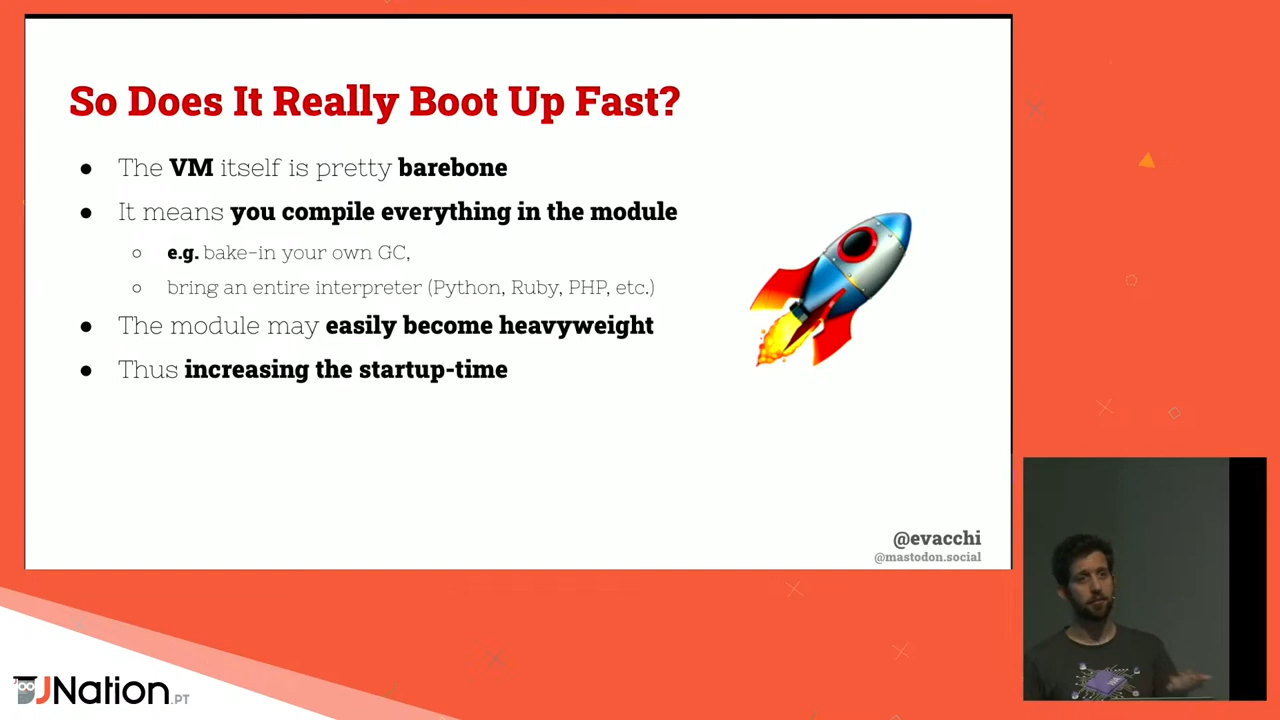 So Does It Really Boot Up Fast?
● The VM itself is pretty barebone
● It means you compile everything in the module
○ e.g. bake-in your own GC,
○ bring an entire interpreter (Python, Ruby, PHP, etc.)
● The module may easily become heavyweight
● Thus increasing the startup-time
@evacchi
@mastodon.social
JNation.PT